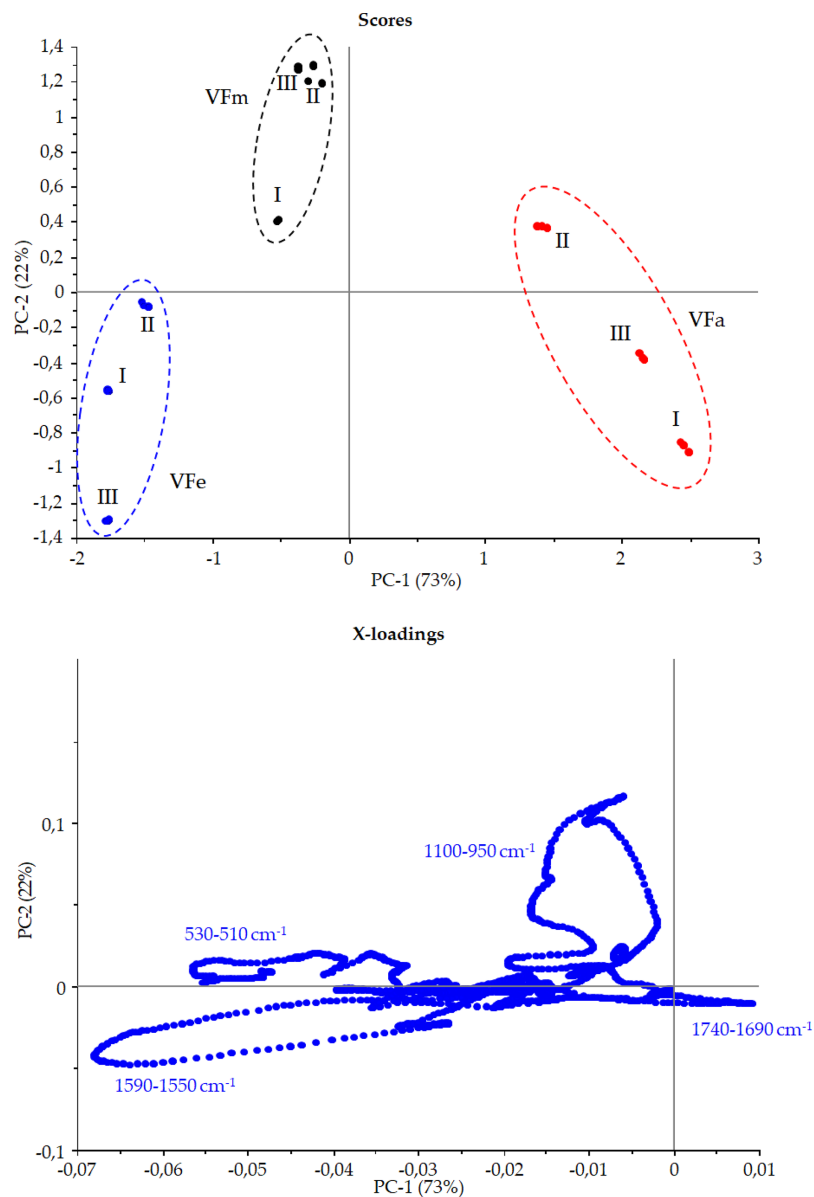 Scores
1,4
1,2
1
0,8
0,6
0,4
0,2
0
-0,2
-0,4
-0,6
-0,8
-1
-1,2
-1,4
PC-2 (22%)
VFm
III
II
I
II
III
VFa
I
II
I
III
VFe
-2
-1
0
1
2
3
PC-1 (73%)
X-loadings
0,1
0
-0,1
PC-2 (22%)
1100-950 cm-1
530-510 cm-1
1740-1690 cm-1
1590-1550 cm-1
-0,07
-0,06
-0,05
-0,04
-0,03
-0,02
-0,01
0
0,01
PC-1 (73%)